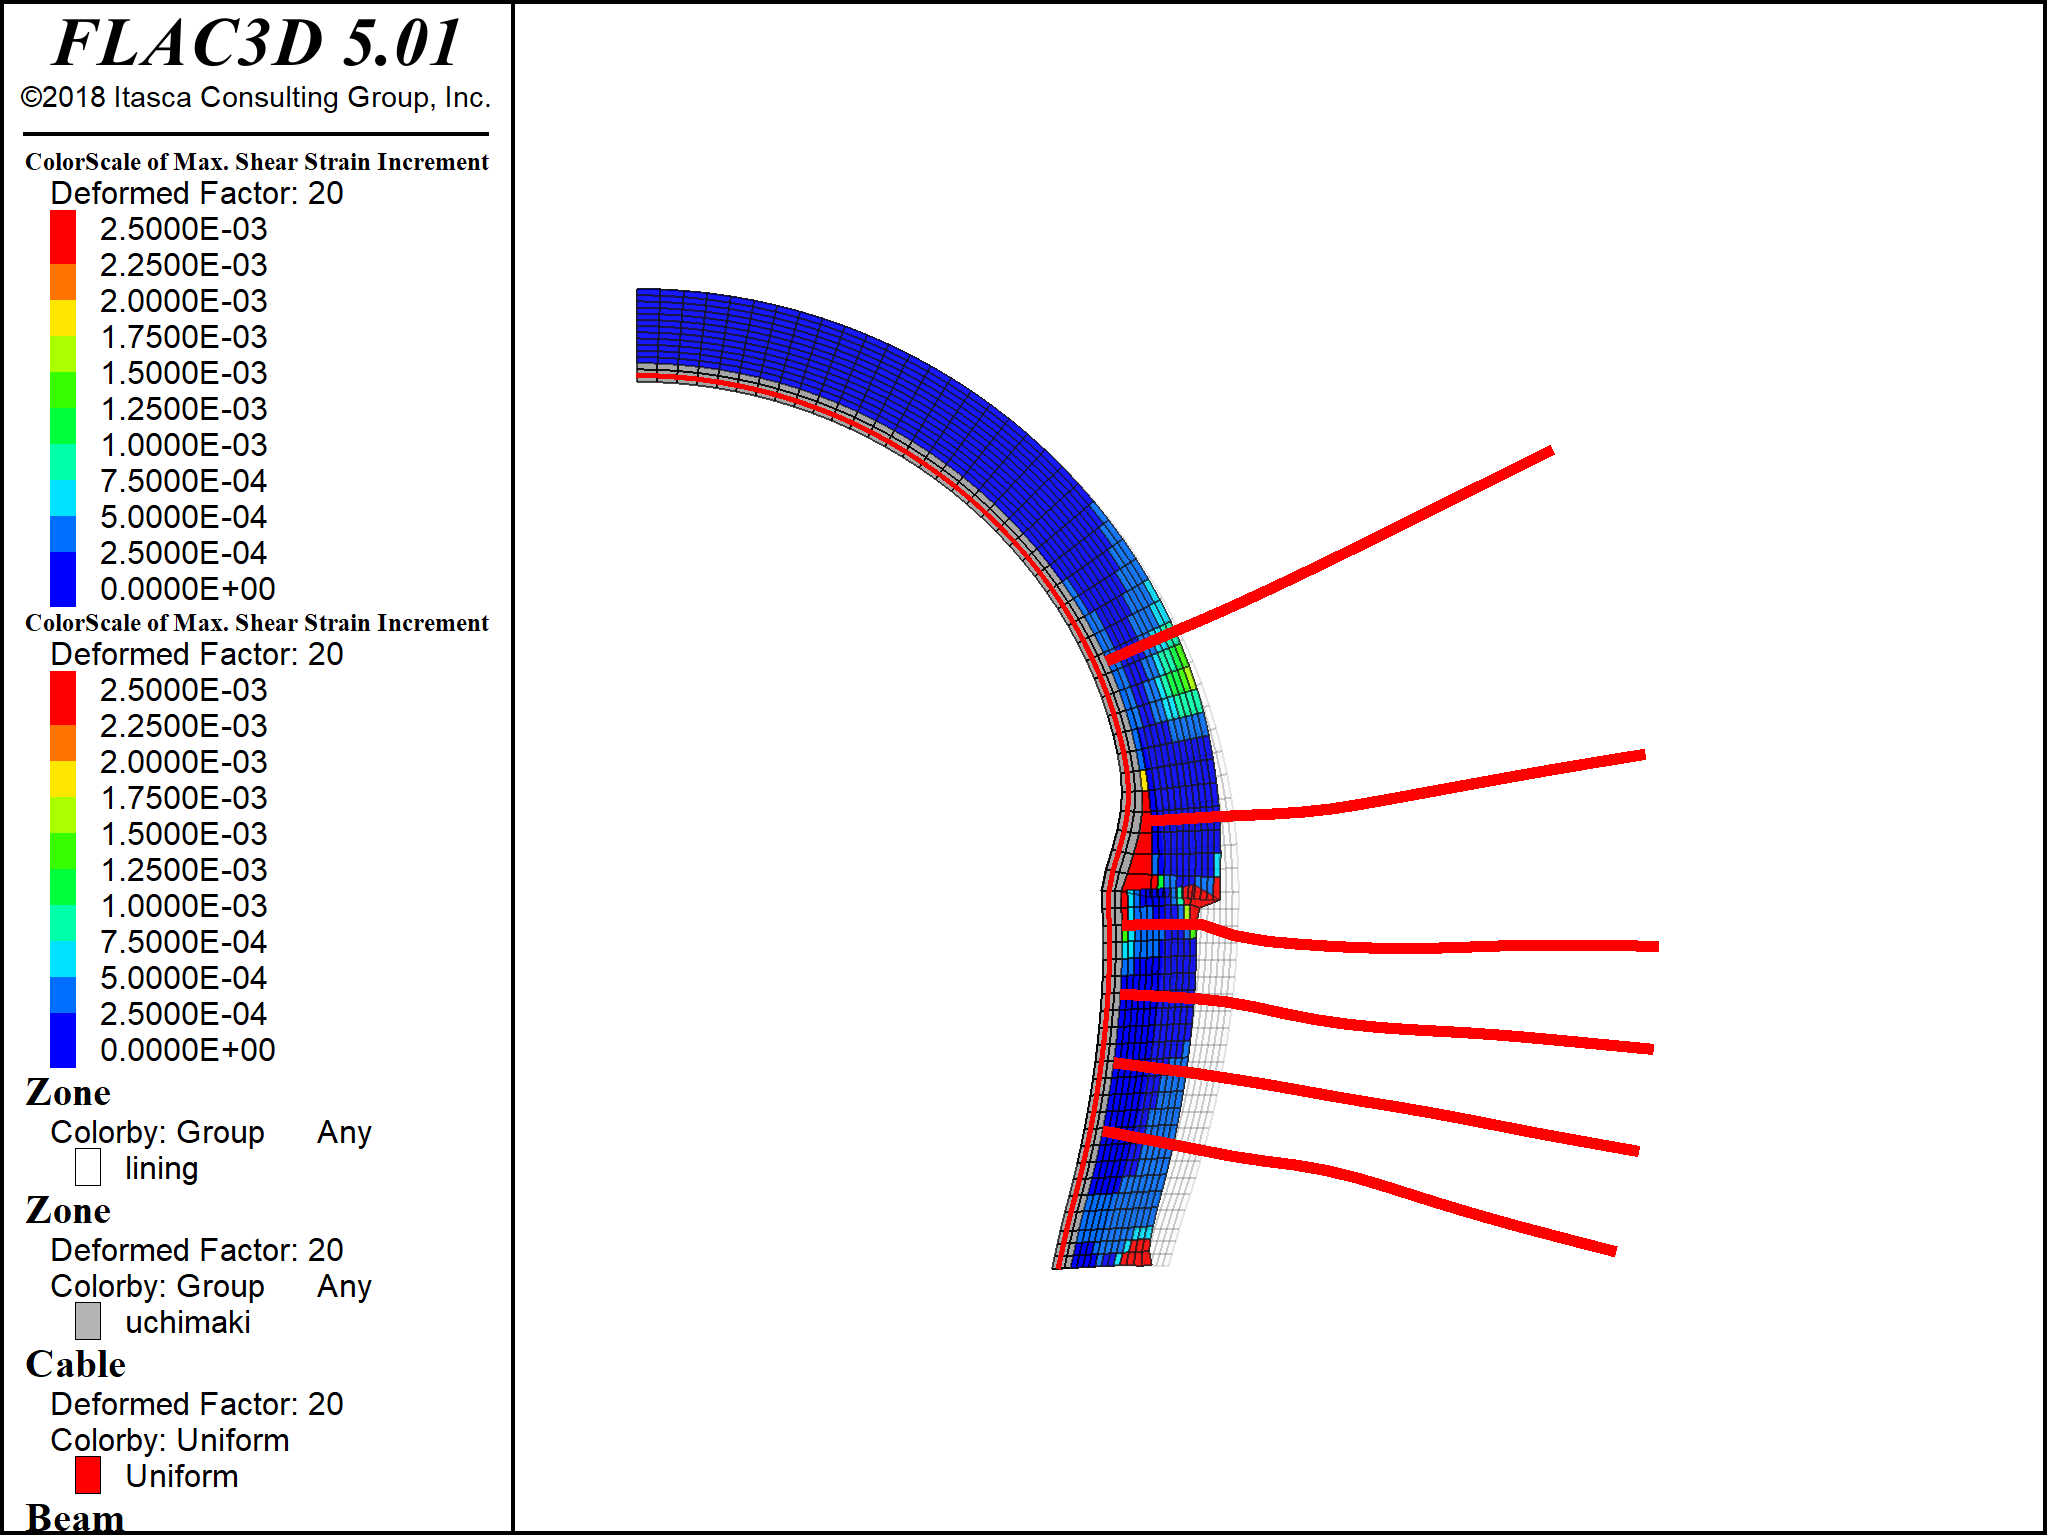 FLAC3D 5.01
©2018 Itasca Consulting Group, Inc.
ColorScale of Max. Shear Strain Increment
Deformed Factor: 20
2.5000E-03
2.2500E-03
2.0000E-03
1.7500E-03
1.5000E-03
1.2500E-03
1.0000E-03
7.5000E-04
5.0000E-04
2.5000E-04
0.0000E+00
ColorScale of Max. Shear Strain Increment
Deformed Factor: 20
2.5000E-03
2.2500E-03
2.0000E-03
1.7500E-03
1.5000E-03
1.2500E-03
1.0000E-03
7.5000E-04
5.0000E-04
2.5000E-04
0.0000E+00
Zone
Colorby: Group Any
lining
Zone
Deformed Factor: 20
Colorby: Group Any
uchimaki
Cable
Deformed Factor: 20
Colorby: Uniform
Uniform
Beam